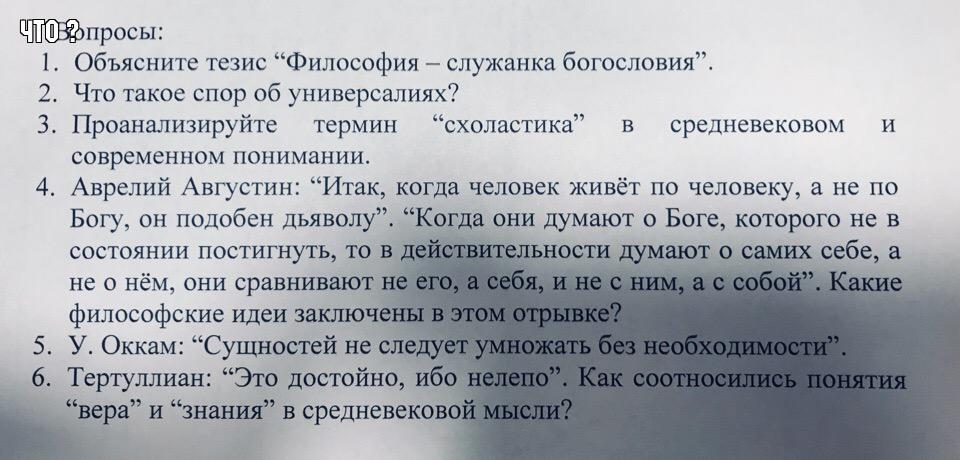 ЧТО ?
Вопросы:
1. Объясните тезис “Философия – служанка богословия”.
2. Что такое спор об универсалиях?
3. Проанализируйте термин “схоластика” в средневековом и
современном понимании.
4. Аврелий Августин: “Итак, когда человек живёт по человеку, а не по
Богу, он подобен дьяволу”. “Когда они думают о Боге, которого не в
состоянии постигнуть, то в действительности думают о самих себе, а
не о нём, они сравнивают не его, а себя, и не с ним, а с собой”. Какие
философские идеи заключены в этом отрывке?
5. У. Оккам: “Сущностей не следует умножать без необходимости”.
6. Тертуллиан: “Это достойно, ибо нелепо”. Как соотносились понятия
“вера” и “знания” в средневековой мысли?